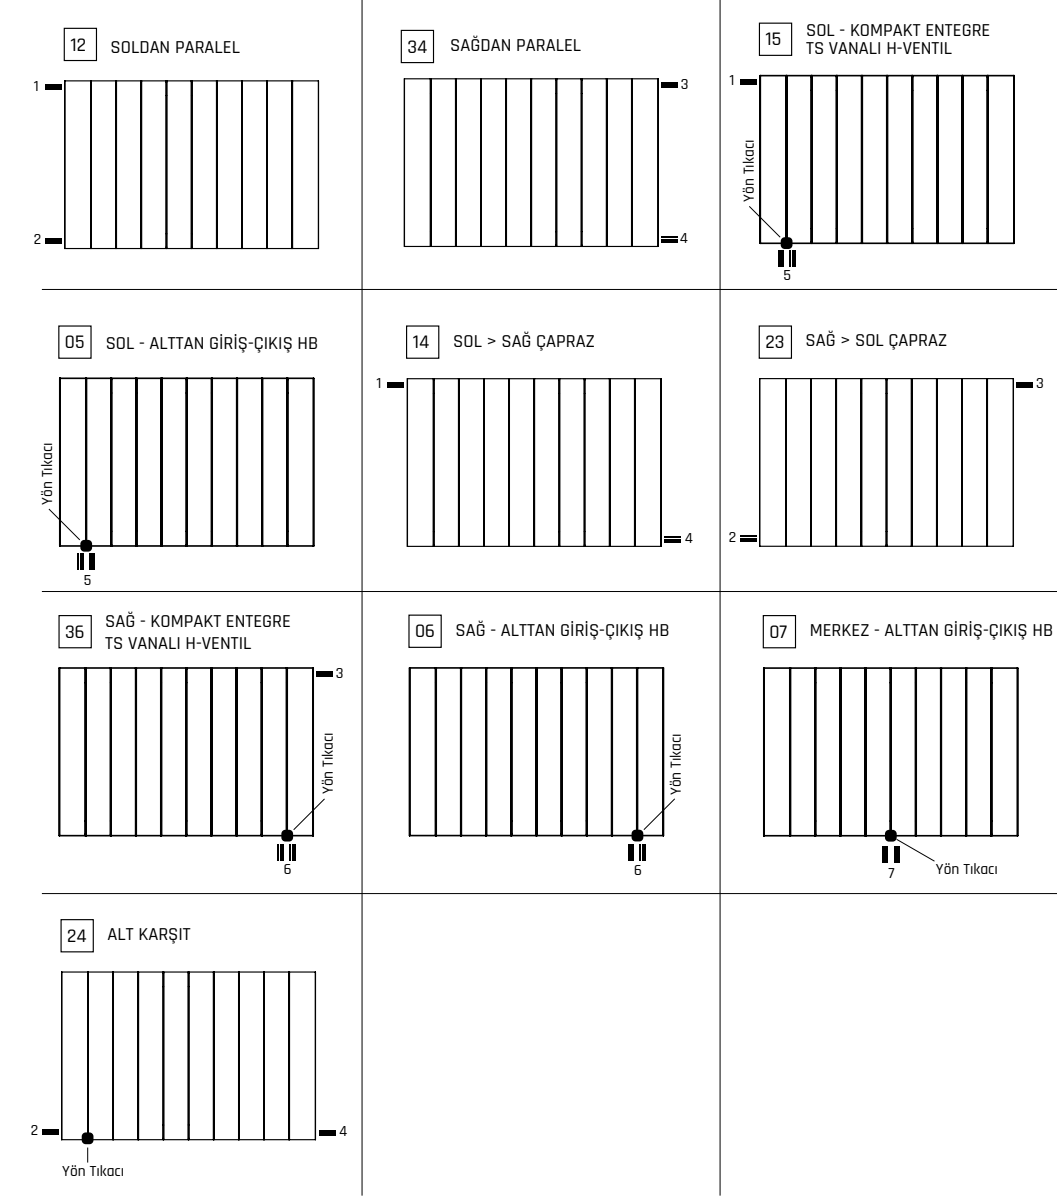 12 SOLDAN PARALEL
1
2
34 SAĞDAN PARALEL
3
4
15 SOL - KOMPAKT ENTEGRE
TS VANALI H-VENTIL
1
Yön Tıkacı
5
05 SOL - ALTTAN GİRİŞ-ÇIKIŞ HB
Yön Tıkacı
5
14 SOL > SAĞ ÇAPRAZ
1
4
23 SAĞ > SOL ÇAPRAZ
3
2
36 SAĞ - KOMPAKT ENTEGRE
TS VANALI H-VENTIL
3
Yön Tıkacı
6
06 SAĞ - ALTTAN GİRİŞ-ÇIKIŞ HB
Yön Tıkacı
6
07 MERKEZ - ALTTAN GİRİŞ-ÇIKIŞ HB
7
Yön Tıkacı
24 ALT KARŞIT
2
4
Yön Tıkacı